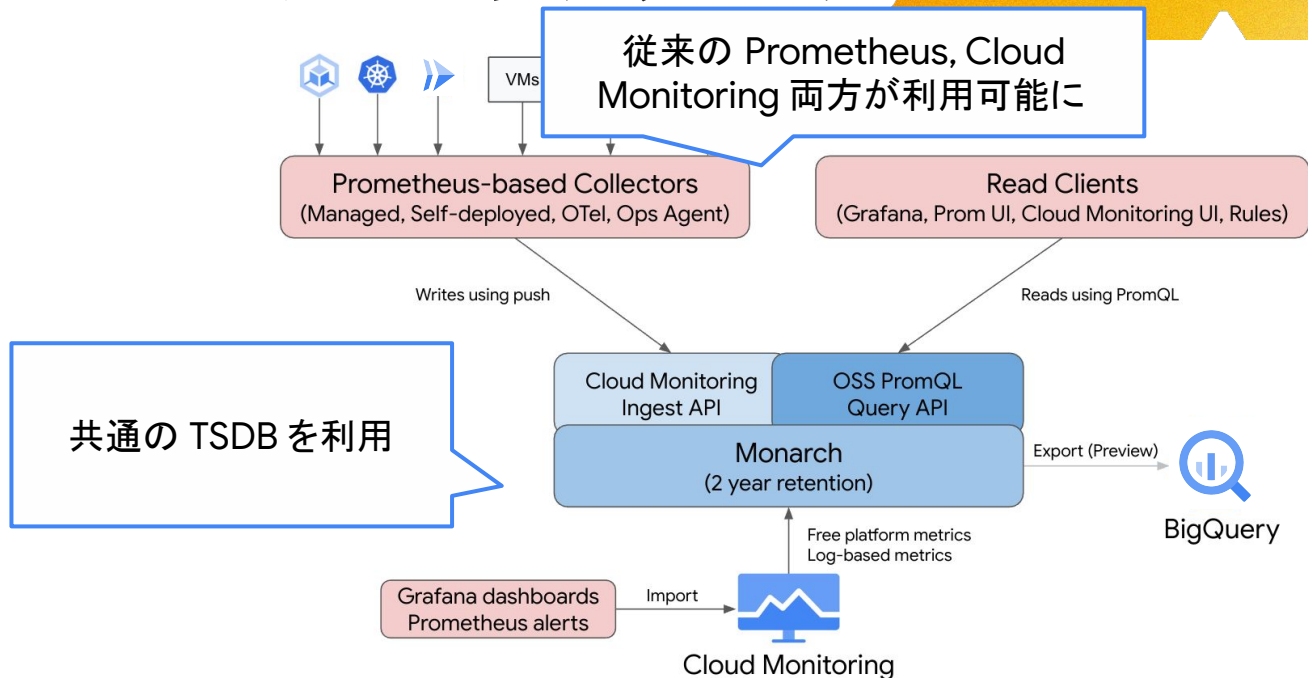 従来の Prometheus, Cloud
Monitoring 両方が利用可能に
VMs
Prometheus-based Collectors
(Managed, Self-deployed, OTel, Ops Agent)
Read Clients
(Grafana, Prom UI, Cloud Monitoring UI, Rules)
Writes using push
Reads using PromQL
共通の TSDB を利用
Cloud Monitoring
Ingest API
OSS PromQL
Query API
Monarch
(2 year retention)
Export (Preview)
BigQuery
Free platform metrics
Log-based metrics
Grafana dashboards
Prometheus alerts
Import
Cloud Monitoring